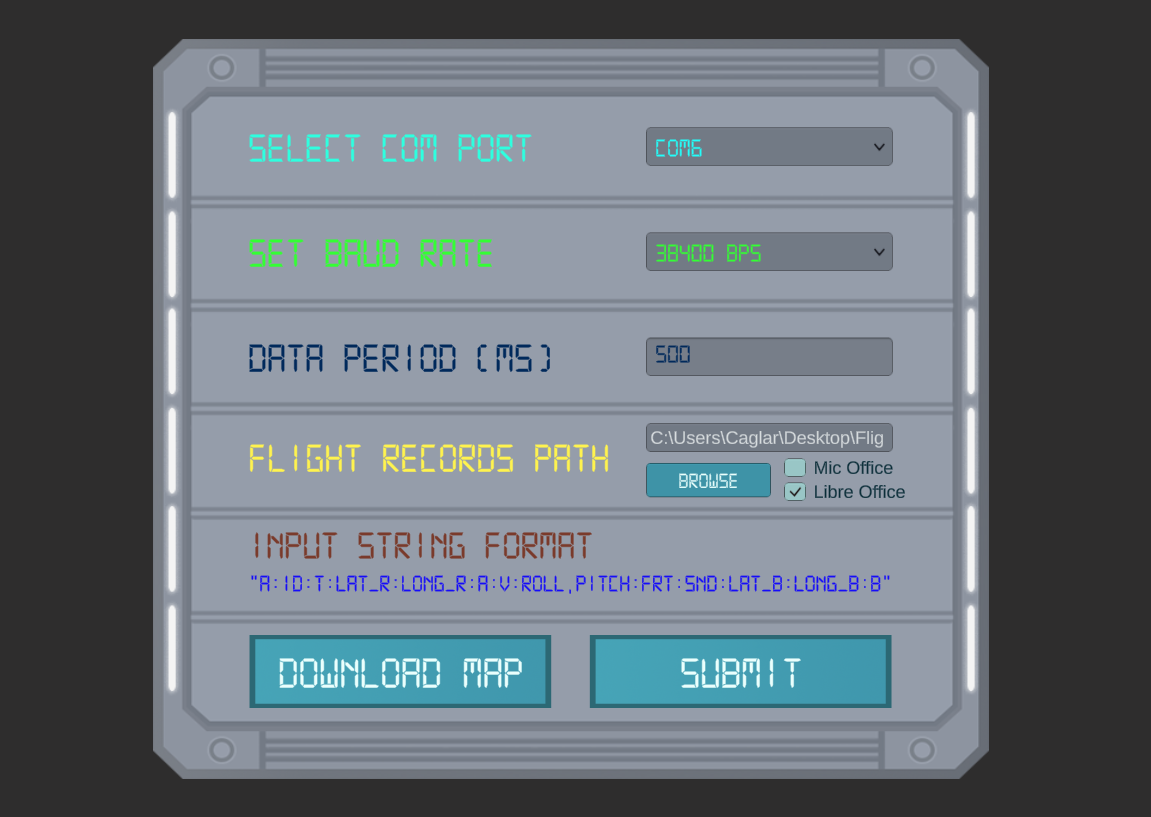 SELECT COM PORT
COM6
SET BAUD RATE
38400 BPS
DATA PERIOD (MS)
500
FLIGHT RECORDS PATH
C:\Users\Caglar\Desktop\Flig
BROWSE
Mic Office
Libre Office
INPUT STRING FORMAT
"A:ID:T:LAT_R:LONG_R:A:V:ROLL,PITCH:FRT:SND:LAT_B:LONG_B:B"
DOWNLOAD MAP
SUBMIT